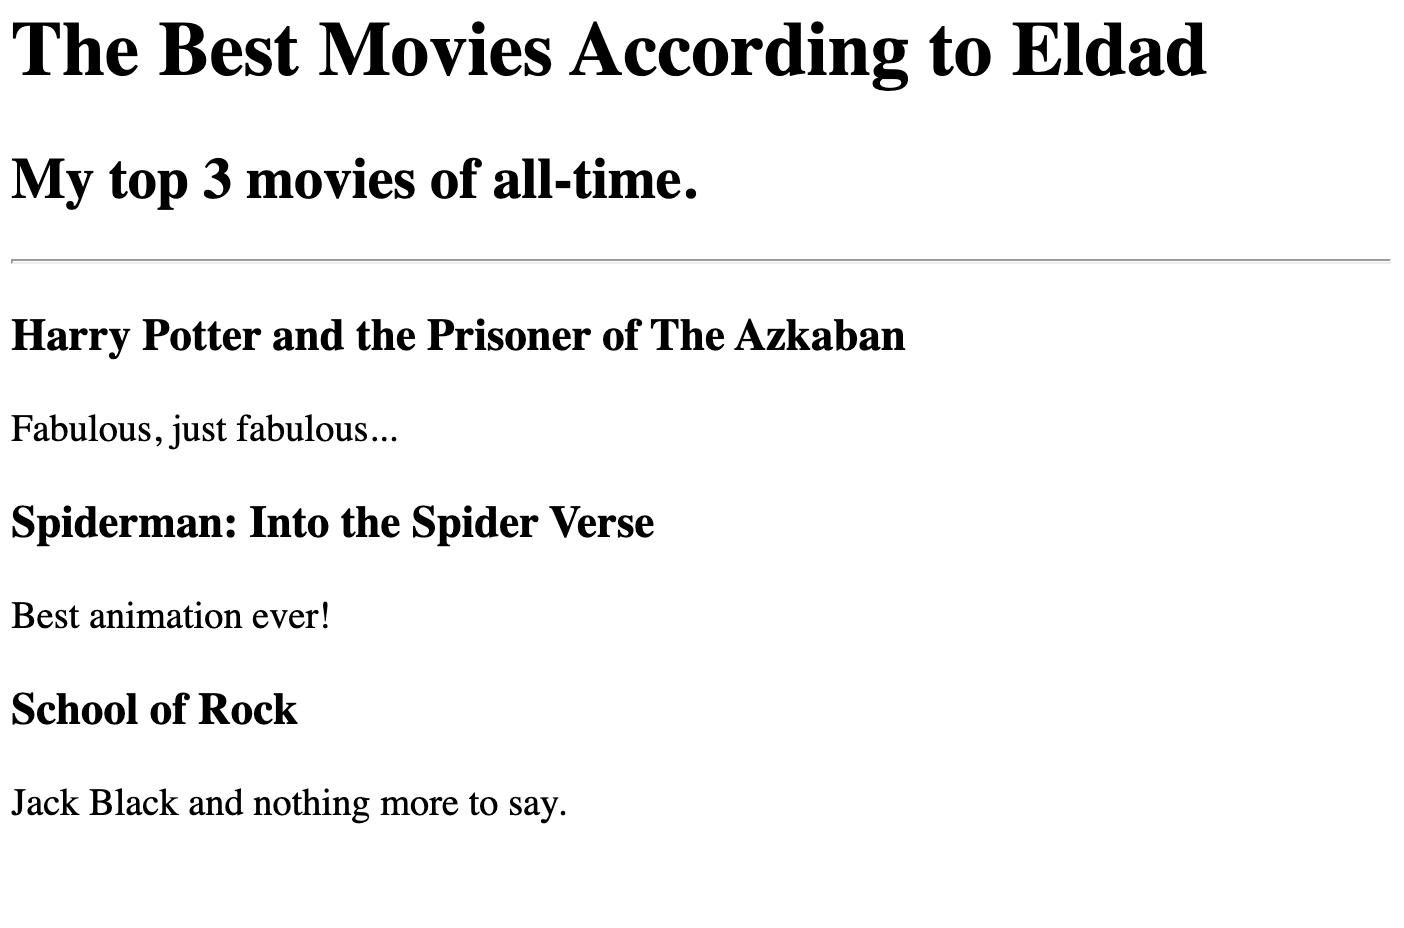 The Best Movies According to Eldad
My top 3 movies of all-time.
Harry Potter and the Prisoner of The Azkaban
Fabulous, just fabulous...
Spiderman: Into the Spider Verse
Best animation ever!
School of Rock
Jack Black and nothing more to say.